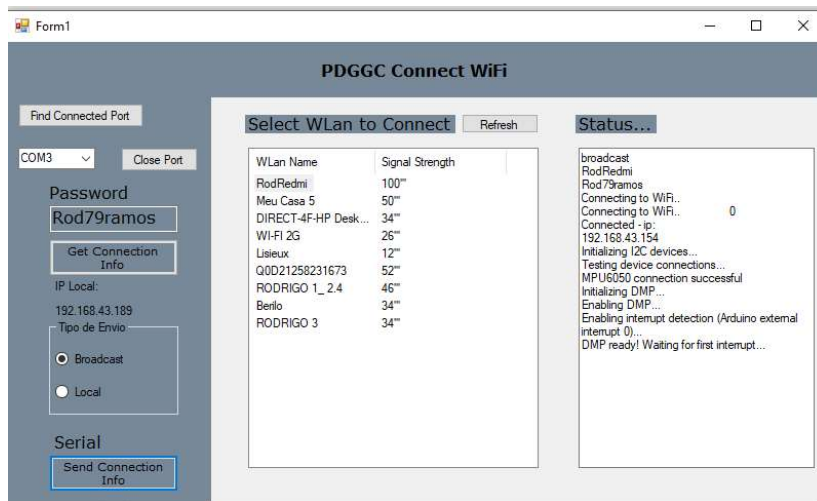 Form1
PDGGC Connect WiFi
Find Connected Port
COM3
Close Port
Password
Rod79ramos
Get Connection
Info
IP Local:
192.168.43.189
Tipo de Envio
Broadcast
Local
Serial
Send Connection
Info
Select WLan to Connect
Refresh
WLan Name Signal Strength
RodRedmi 100'"
Meu Casa 5 50'"
DIRECT-4F-HP Desk... 34'"
WI-FI 2G 26'"
Lisieux 12'"
Q0D21258231673 52'"
RODRIGO 1_ 2.4 46'"
Berilo 34'"
RODRIGO 3 34'"
Status...
broadcast
RodRedmi
Rod79ramos
Connecting to WiFi..
Connecting to WiFi.. 0
Connected - ip:
192.168.43.154
Initializing I2C devices...
Testing device connections...
MPU6050 connection successful
Initializing DMP...
Enabling DMP...
Enabling interrupt detection (Arduino external
interrupt 0)...
DMP ready! Waiting for first interrupt...